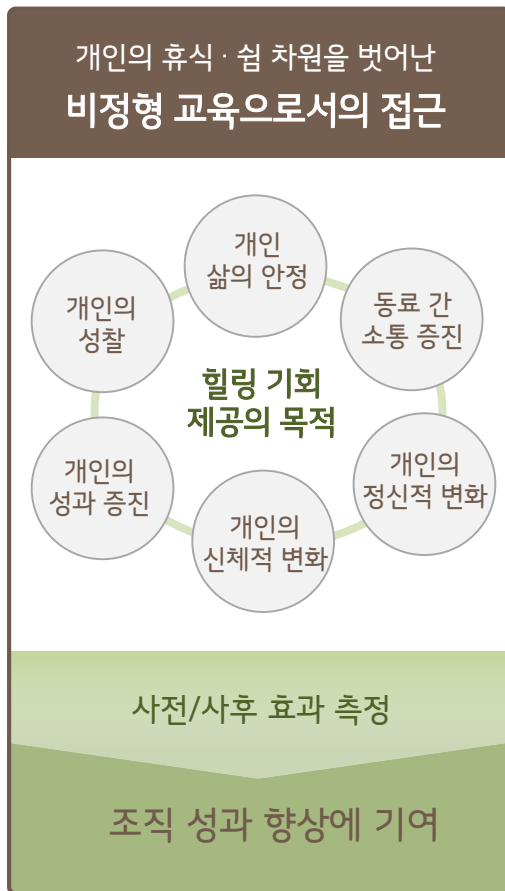 개인의 휴식 · 쉼 차원을 벗어난
비정형 교육으로서의 접근
개인
삶의 안정
동료 간
소통 증진
개인의
정신적 변화
개인의
신체적 변화
개인의
성과 증진
개인의
성찰
힐링 기회
제공의 목적
사전/사후 효과 측정
조직 성과 향상에 기여